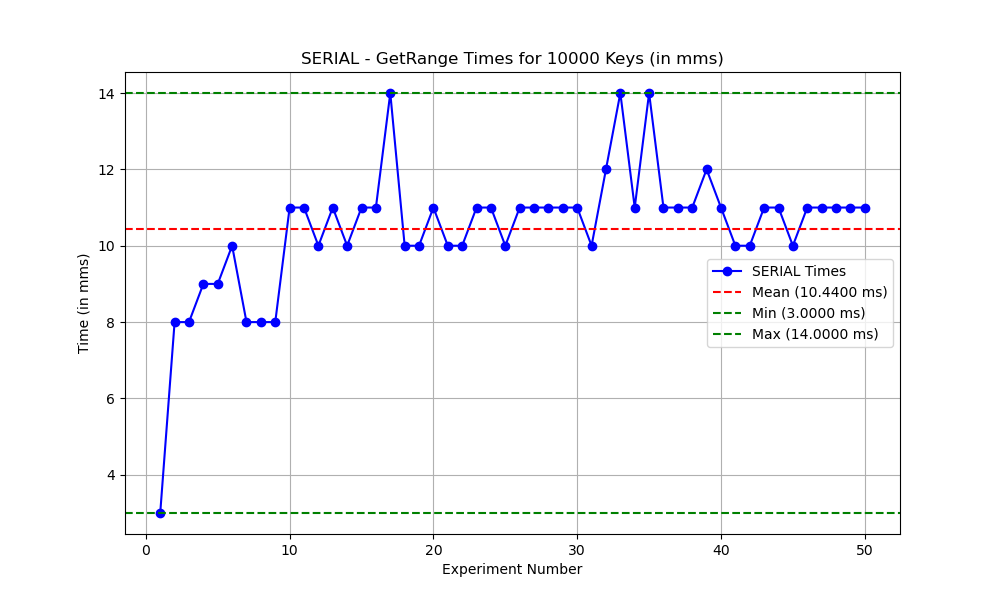 SERIAL - GetRange Times for 10000 Keys (in mms)
Time (in mms)
14
12
10
8
6
4
0
10
20
30
40
50
Experiment Number
SERIAL Times
Mean (10.4400 ms)
Min (3.0000 ms)
Max (14.0000 ms)